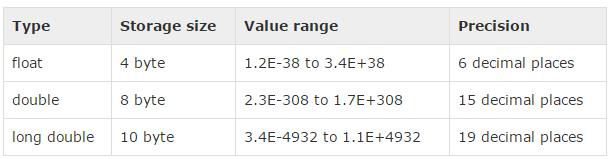 Type Storage size Value range Precision
float 4 byte 1.2E-38 to 3.4E+38 6 decimal places
double 8 byte 2.3E-308 to 1.7E+308 15 decimal places
long double 10 byte 3.4E-4932 to 1.1E+4932 19 decimal places